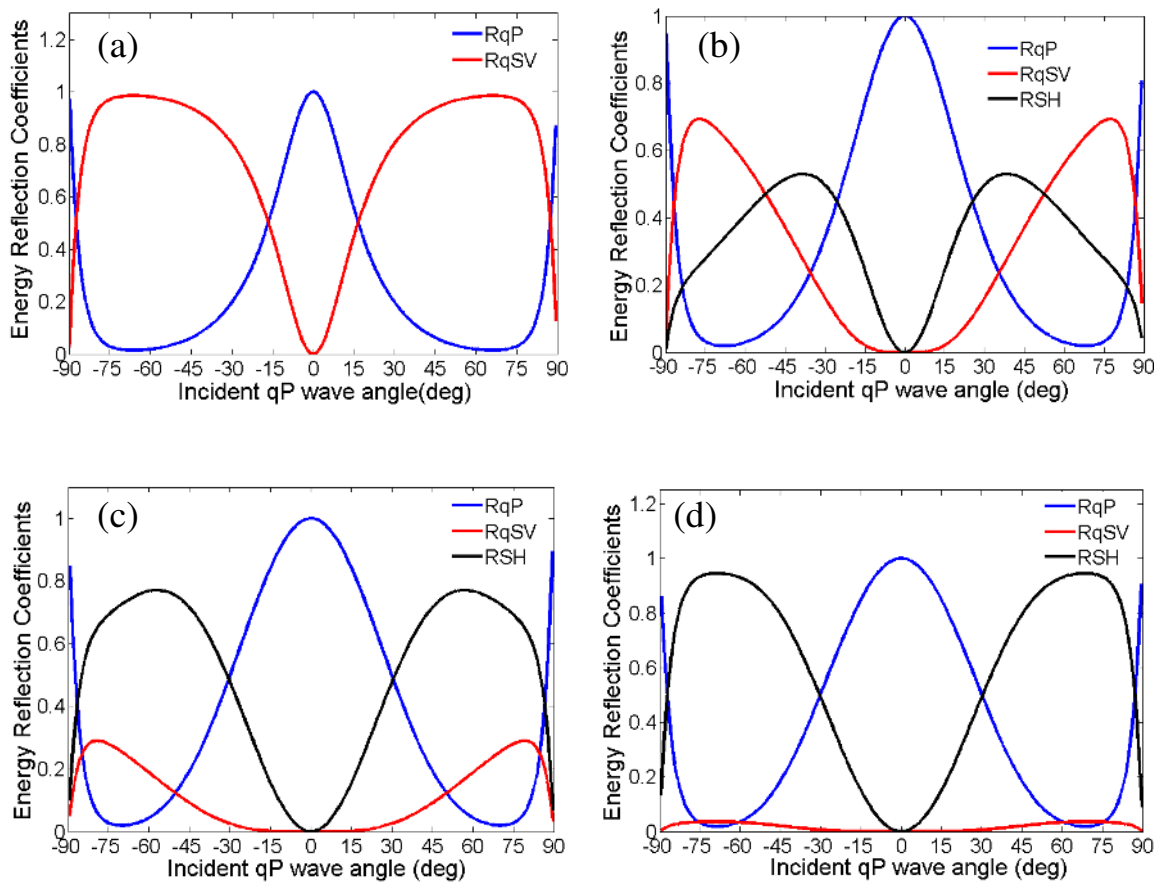 (a)
RqP
RqSV
Energy Reflection Coefficients
1.2
1
0.8
0.6
0.4
0.2
0
-90 -75 -60 -45 -30 -15 0 15 30 45 60 75 90
Incident qP wave angle(deg)
(b)
RqP
RqSV
RSH
Energy Reflection Coefficients
1
0.8
0.6
0.4
0.2
0
-90 -75 -60 -45 -30 -15 0 15 30 45 60 75 90
Incident qP wave angle (deg)
(c)
RqP
RqSV
RSH
Energy Reflection Coefficients
1
0.8
0.6
0.4
0.2
0
-90 -75 -60 -45 -30 -15 0 15 30 45 60 75 90
Incident qP wave angle (deg)
(d)
RqP
RqSV
RSH
Energy Reflection Coefficients
1.2
1
0.8
0.6
0.4
0.2
0
-90 -75 -60 -45 -30 -15 0 15 30 45 60 75 90
Incident qP wave angle (deg)